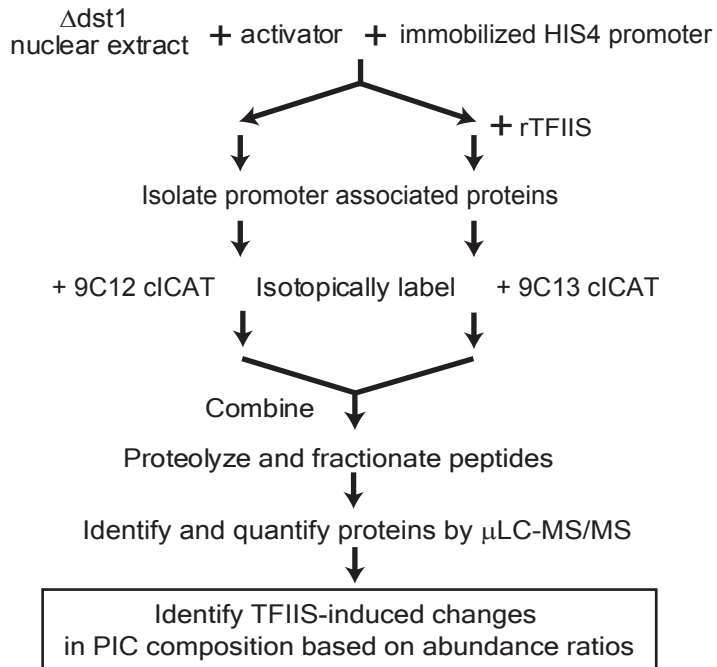 Δdst1
nuclear extract + activator + immobilized HIS4 promoter
+ rTFIIS
Isolate promoter associated proteins
+ 9C12 clCAT Isotopically label + 9C13 clCAT
Combine
Proteolyze and fractionate peptides
Identify and quantify proteins by μLC-MS/MS
Identify TFIIS-induced changes
in PIC composition based on abundance ratios